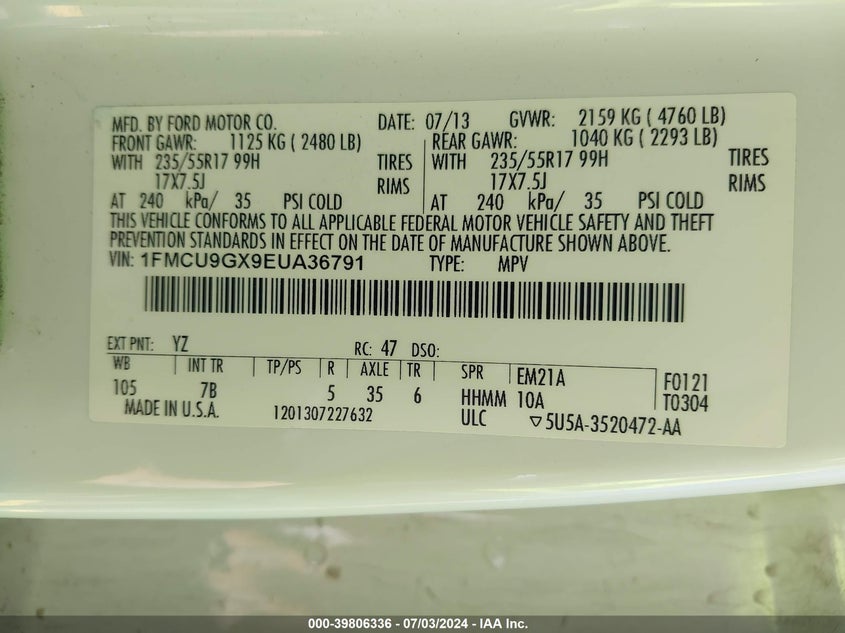 MFD. BY FORD MOTOR CO. DATE: 07/13 GVWR: 2159 KG ( 4760 LB)
FRONT GAWR: 1125 KG ( 2480 LB) REAR GAWR: 1040 KG ( 2293 LB)
WITH 235/55R17 99H TIRES WITH 235/55R17 99H TIRES
17X7.5J RIMS 17X7.5J RIMS
AT 240 kPa/ 35 PSI COLD AT 240 kPa/ 35 PSI COLD
THIS VEHICLE CONFORMS TO ALL APPLICABLE FEDERAL MOTOR VEHICLE SAFETY AND THEFT
PREVENTION STANDARDS IN EFFECT ON THE DATE OF MANUFACTURE SHOWN ABOVE.
VIN: 1FMCU9GX9EUA36791 TYPE: MPV
EXT PNT: YZ RC: 47 DSO:
WB INT TR TP/PS R AXLE TR SPR EM21A F0121
105 7B 5 35 6 HHMM 10A T0304
MADE IN U.S.A. 1201307227632 ULC ▽5U5A-3520472-AA
000-39806336 - 07/03/2024 - IAA Inc.